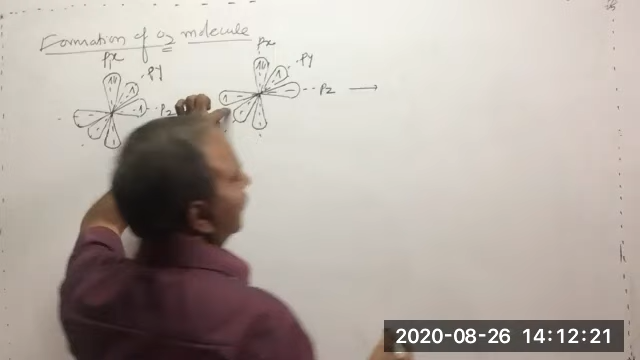 Formation of O2 molecule
Px
Px
PY
PY
Pz
Pz
2020-08-26 14:12:21